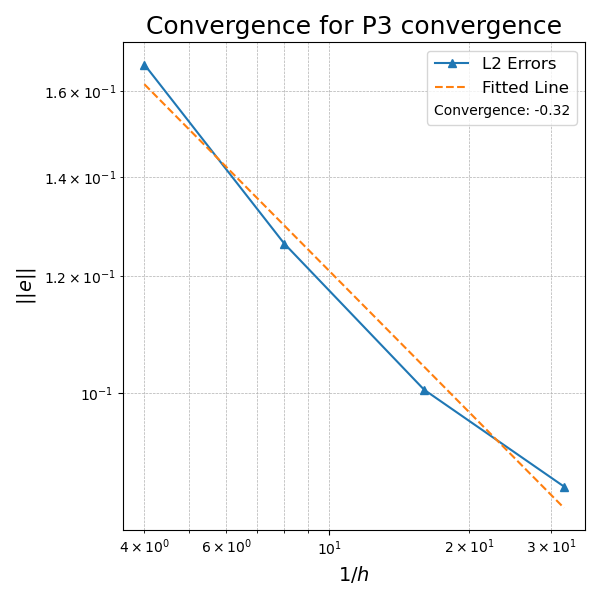 Convergence for P3 convergence
L2 Errors
Fitted Line
Convergence: -0.32
1.6 × 10⁻¹
1.4 × 10⁻¹
1.2 × 10⁻¹
10⁻¹
||e||
4 × 10⁰ 6 × 10⁰ 10¹ 2 × 10¹ 3 × 10¹
1/h